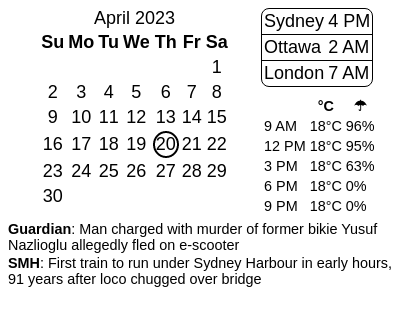 April 2023
Su Mo Tu We Th Fr Sa
1
2 3 4 5 6 7 8
9 10 11 12 13 14 15
16 17 18 19 20 21 22
23 24 25 26 27 28 29
30
Sydney 4 PM
Ottawa 2 AM
London 7 AM
°C ☂
9 AM 18°C 96%
12 PM 18°C 95%
3 PM 18°C 63%
6 PM 18°C 0%
9 PM 18°C 0%
Guardian: Man charged with murder of former bikie Yusuf
Nazlioglu allegedly fled on e-scooter
SMH: First train to run under Sydney Harbour in early hours,
91 years after loco chugged over bridge